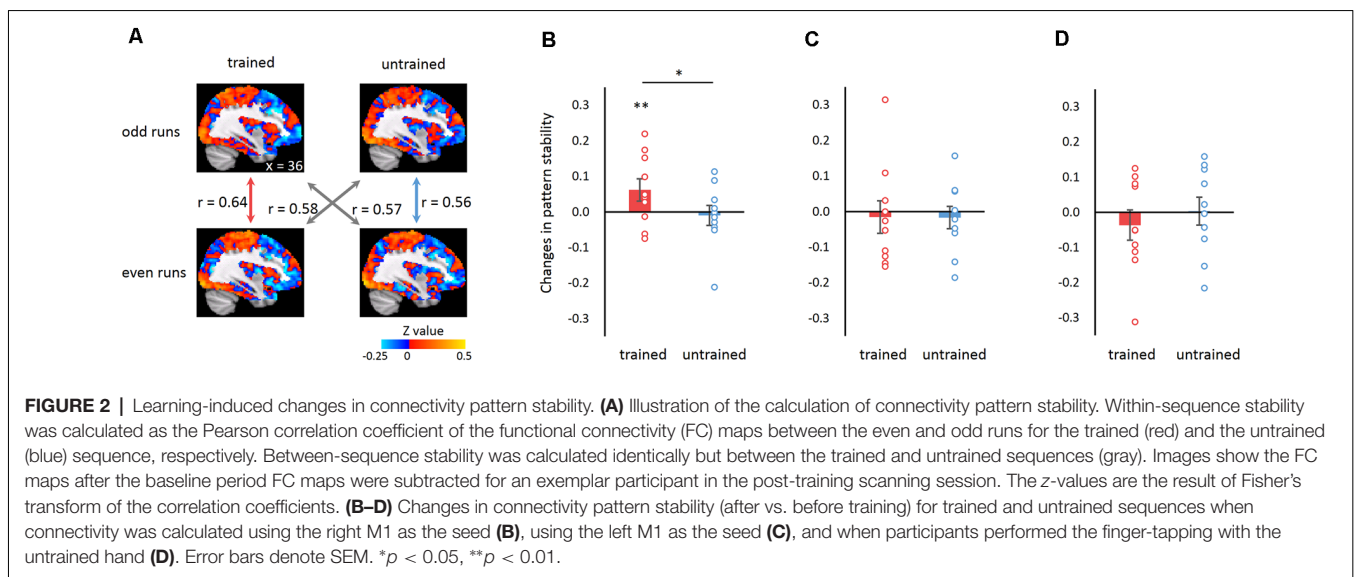 A
trained
untrained
odd runs
x = 36
r = 0.64
r = 0.58
r = 0.57
r = 0.56
even runs
Z value
-0.25
0
0.5
B
*
**
Changes in pattern stability
0.3
0.2
0.1
0.0
-0.1
-0.2
-0.3
trained
untrained
C
0.3
0.2
0.1
0.0
-0.1
-0.2
-0.3
trained
untrained
D
0.3
0.2
0.1
0.0
-0.1
-0.2
-0.3
trained
untrained
FIGURE 2 | Learning-induced changes in connectivity pattern stability. (A) Illustration of the calculation of connectivity pattern stability. Within-sequence stability
was calculated as the Pearson correlation coefficient of the functional connectivity (FC) maps between the even and odd runs for the trained (red) and the untrained
(blue) sequence, respectively. Between-sequence stability was calculated identically but between the trained and untrained sequences (gray). Images show the FC
maps after the baseline period FC maps were subtracted for an exemplar participant in the post-training scanning session. The z-values are the result of Fisher's
transform of the correlation coefficients. (B–D) Changes in connectivity pattern stability (after vs. before training) for trained and untrained sequences when
connectivity was calculated using the right M1 as the seed (B), using the left M1 as the seed (C), and when participants performed the finger-tapping with the
untrained hand (D). Error bars denote SEM. *p < 0.05, **p < 0.01.